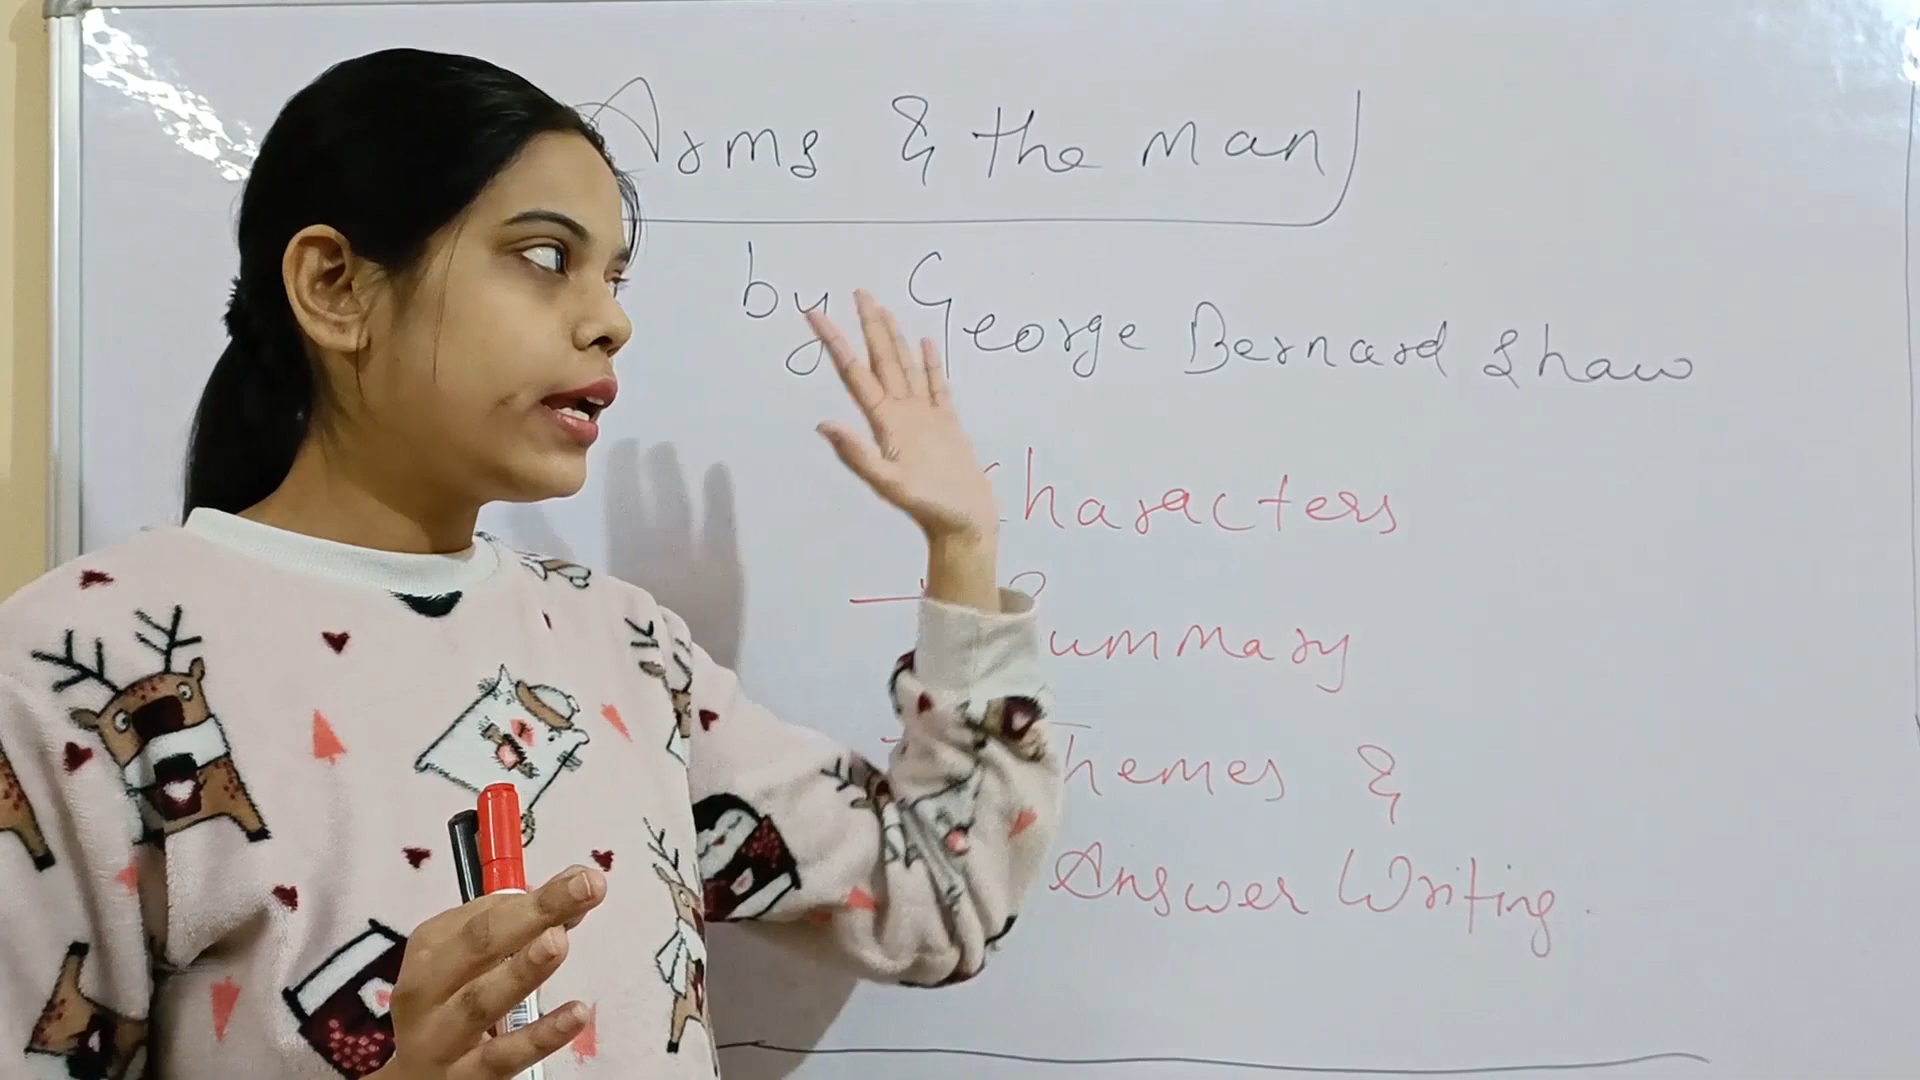 Arms & the Man
by George Bernard Shaw
Characters
Summary
Themes &
Answer Writing.